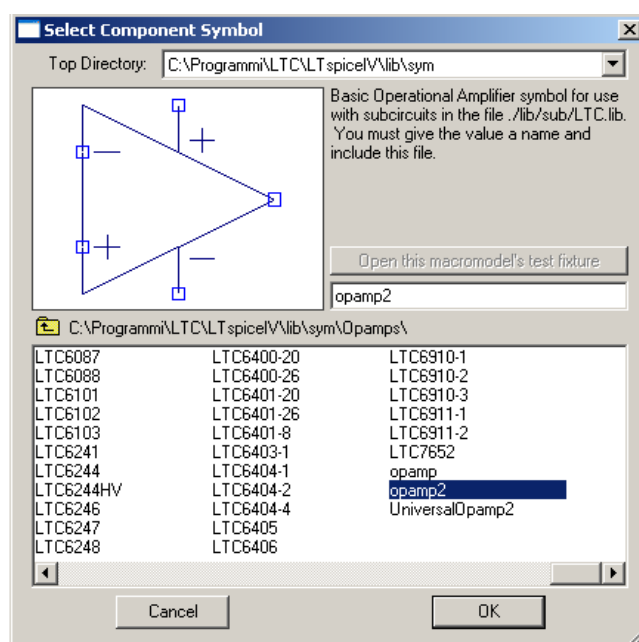 Select Component Symbol
Top Directory: C:\Programmi\LTC\LTspiceIV\lib\sym
Basic Operational Amplifier symbol for use
with subcircuits in the file ./lib/sub/LTC.lib.
You must give the value a name and
include this file.
Open this macromodel's test fixture
opamp2
C:\Programmi\LTC\LTspiceIV\lib\sym\Opamps\
LTC6087 LTC6400-20 LTC6910-1
LTC6088 LTC6400-26 LTC6910-2
LTC6101 LTC6401-20 LTC6910-3
LTC6102 LTC6401-26 LTC6911-1
LTC6103 LTC6401-8 LTC6911-2
LTC6241 LTC6403-1 LTC7652
LTC6244 LTC6404-1 opamp
LTC6244HV LTC6404-2 opamp2
LTC6246 LTC6404-4 UniversalOpamp2
LTC6247 LTC6405
LTC6248 LTC6406
Cancel OK